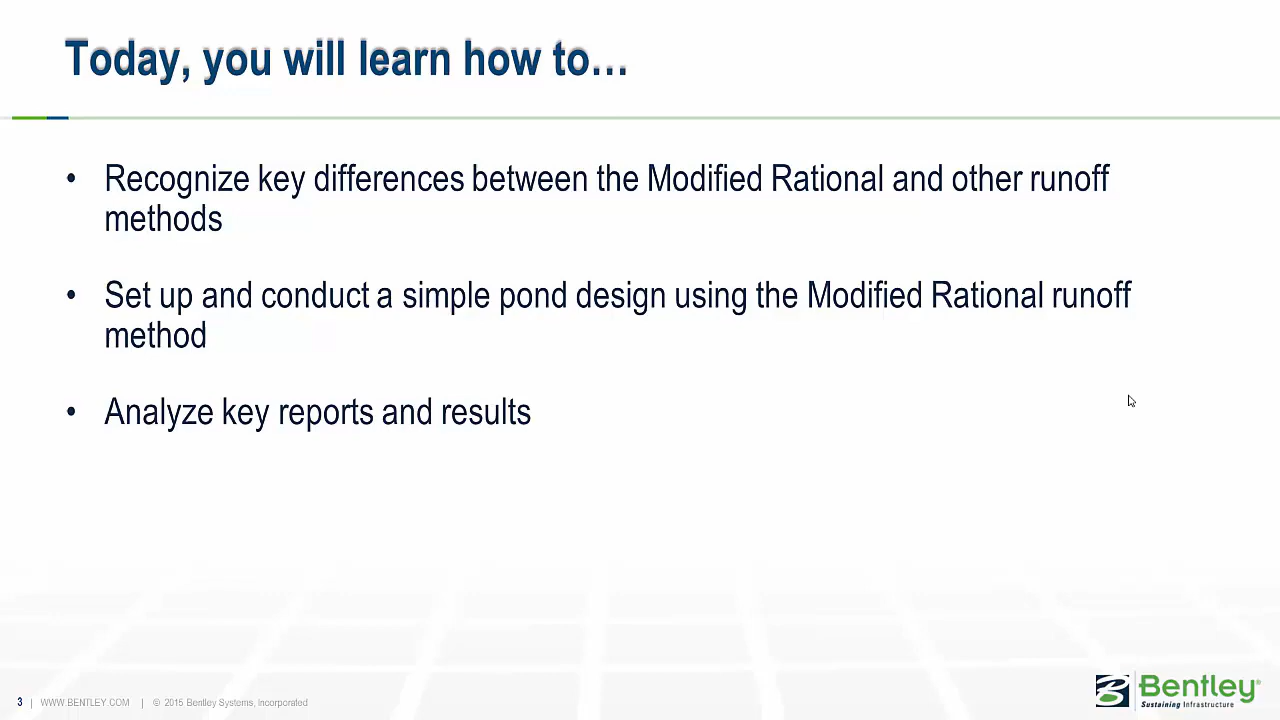 Today, you will learn how to…
• Recognize key differences between the Modified Rational and other runoff
methods
• Set up and conduct a simple pond design using the Modified Rational runoff
method
• Analyze key reports and results
3 | WWW.BENTLEY.COM | © 2015 Bentley Systems, Incorporated
Bentley®
Sustaining Infrastructure